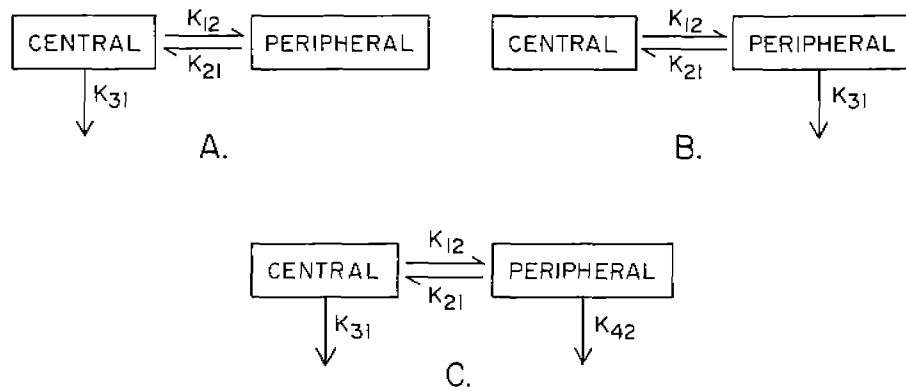 CENTRAL K12 K21 PERIPHERAL
K31
A.
CENTRAL K12 K21 PERIPHERAL
K31
B.
CENTRAL K12 K21 PERIPHERAL
K31 K42
C.